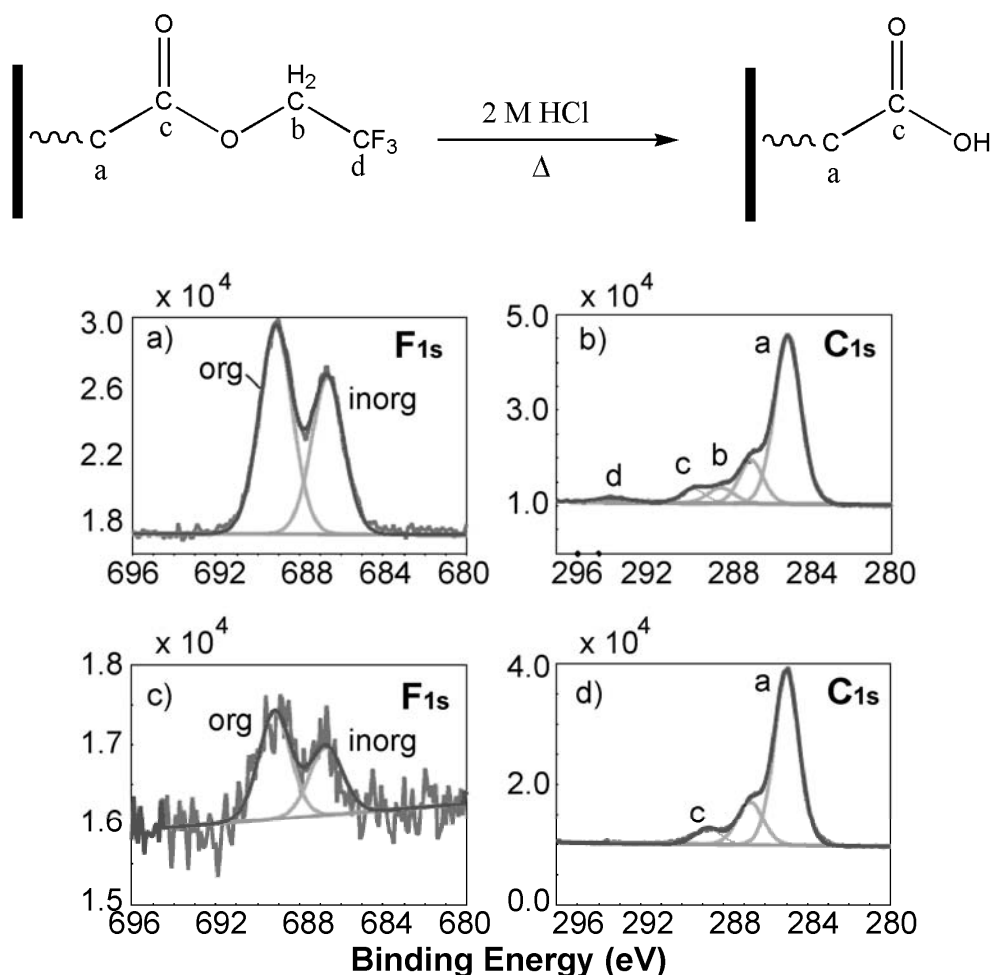 O
O
H2
C
C
c
O
b
CF3
d
C
a
2 M HCl
Δ
C
c
OH
C
a
x 10^4
3.0
2.6
2.2
1.8
a)
F1s
org
inorg
696 692 688 684 680
x 10^4
5.0
3.0
1.0
b)
C1s
a
b
c
d
296 292 288 284 280
x 10^4
1.8
1.7
1.6
1.5
c)
F1s
org
inorg
696 692 688 684 680
x 10^4
4.0
2.0
0.0
d)
C1s
a
c
296 292 288 284 280
Binding Energy (eV)